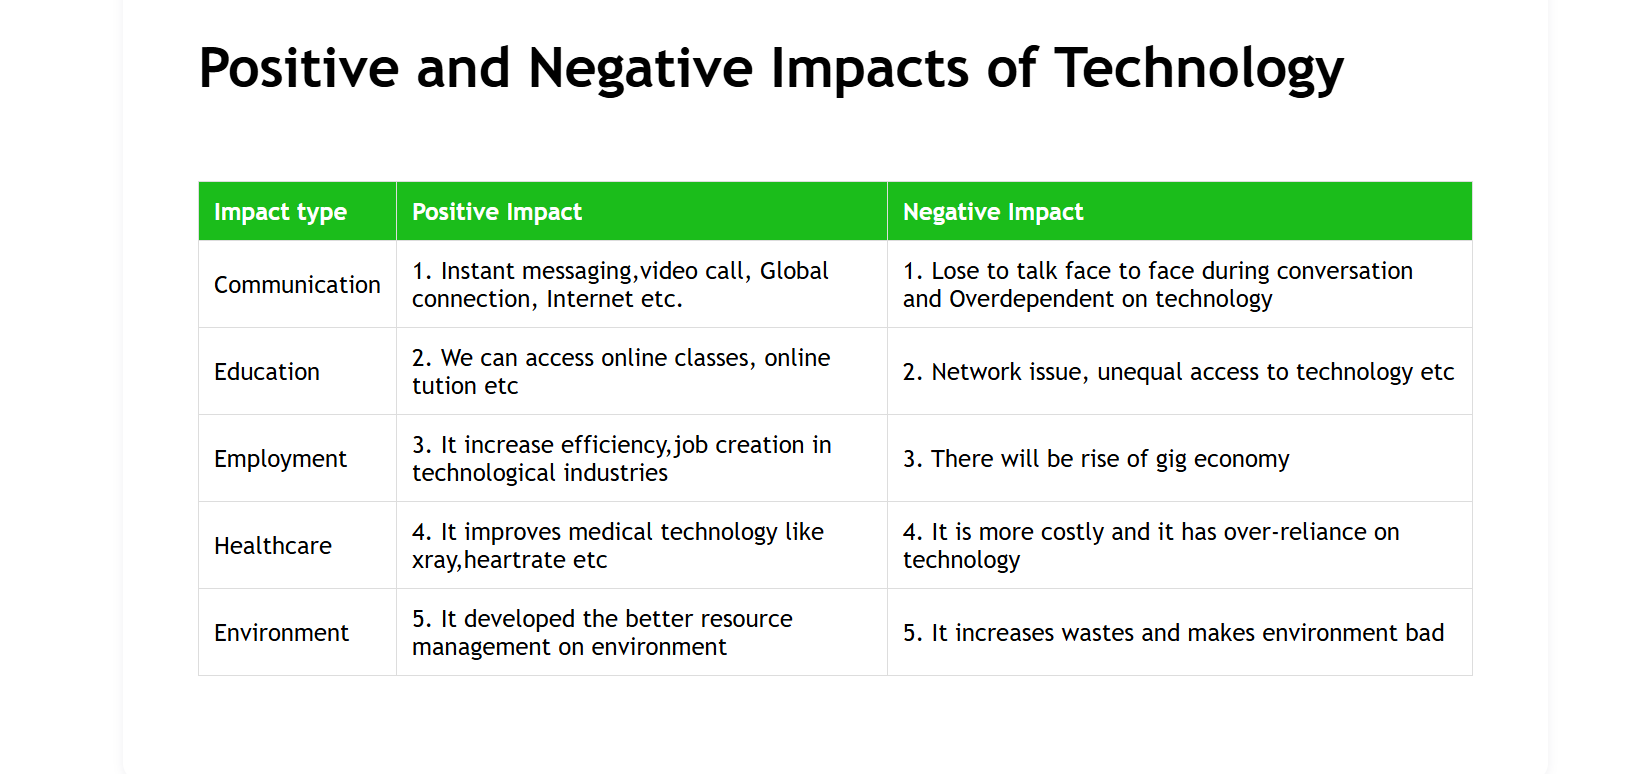 Positive and Negative Impacts of Technology
Impact type
Positive Impact
Negative Impact
Communication
1. Instant messaging,video call, Global
connection, Internet etc.
1. Lose to talk face to face during conversation
and Overdependent on technology
Education
2. We can access online classes, online
tution etc
2. Network issue, unequal access to technology etc
Employment
3. It increase efficiency,job creation in
technological industries
3. There will be rise of gig economy
Healthcare
4. It improves medical technology like
xray,heartrate etc
4. It is more costly and it has over-reliance on
technology
Environment
5. It developed the better resource
management on environment
5. It increases wastes and makes environment bad